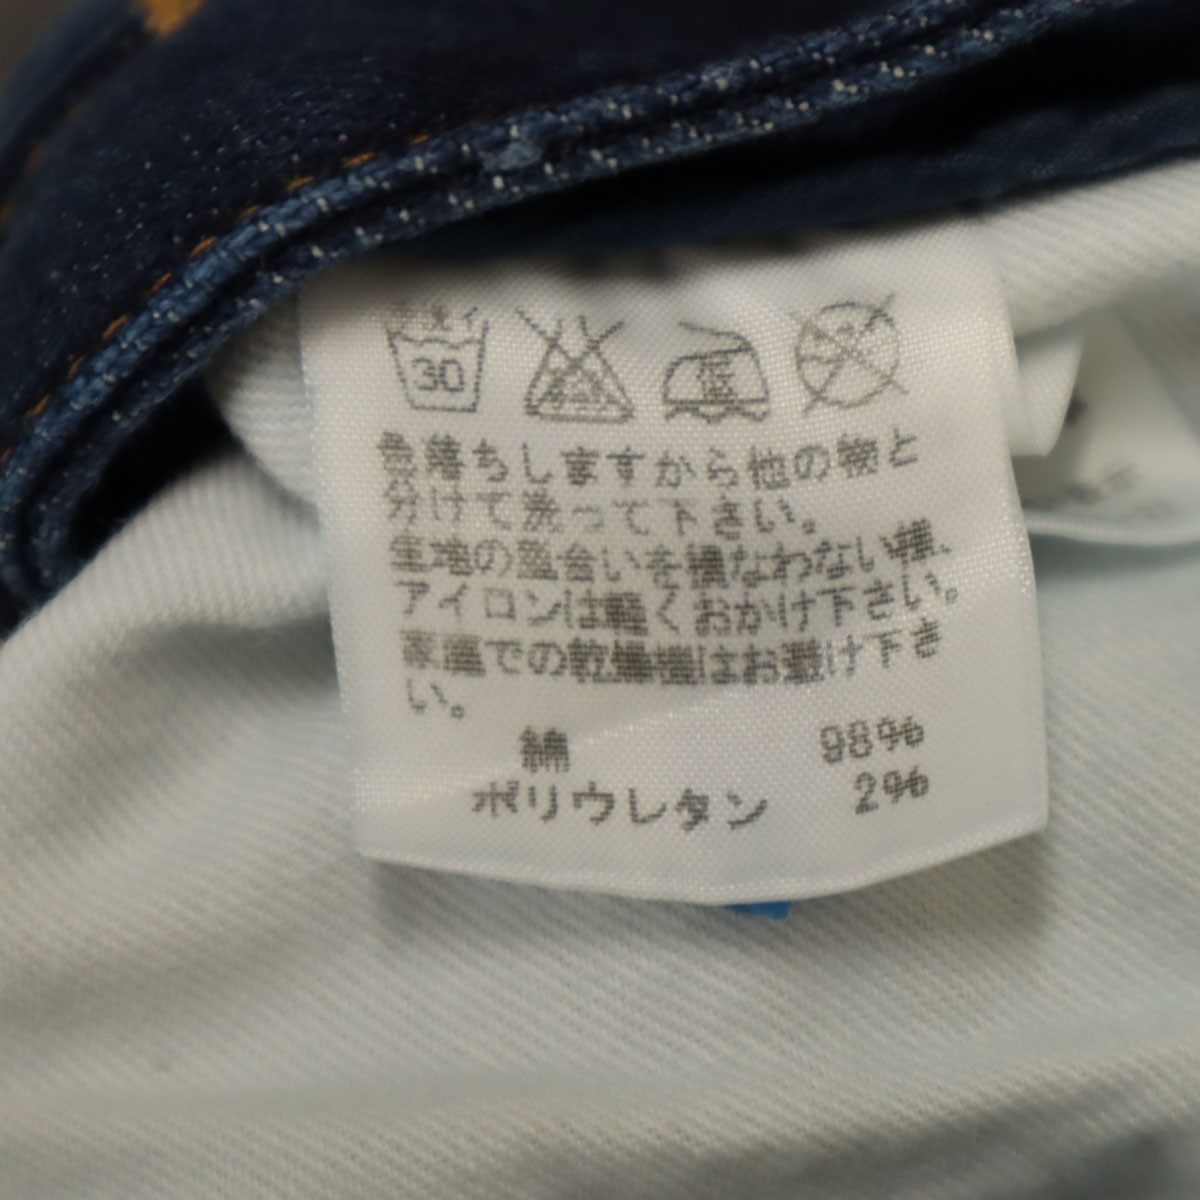 30
色落ちしますから他の物と
分けて洗って下さい。
生地の風合いを損なわない様、
アイロンは軽くおかけ下さい。
家庭での乾燥機はお避け下さ
い。
綿 98%
ポリウレタン 2%